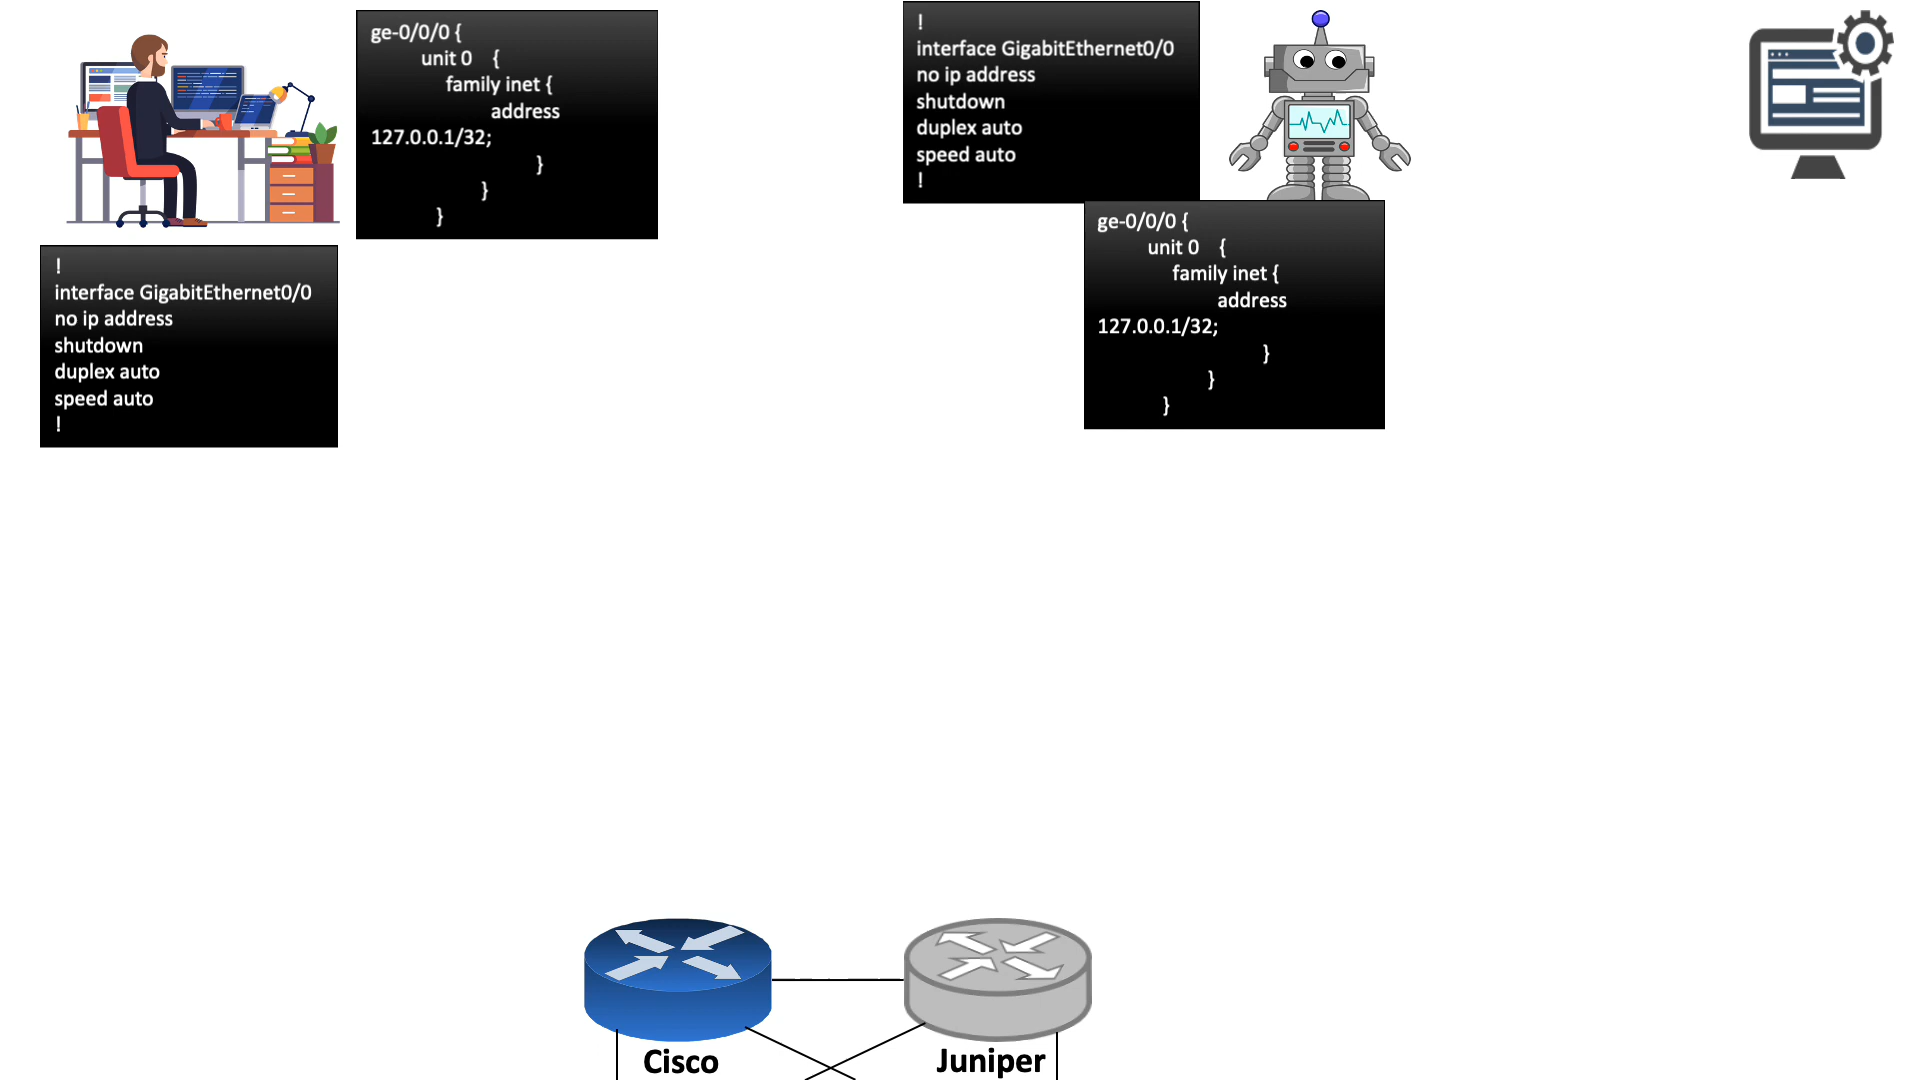 ge-0/0/0 {
unit 0 {
family inet {
address
127.0.0.1/32;
}
}
}
!
interface GigabitEthernet0/0
no ip address
shutdown
duplex auto
speed auto
!
!
interface GigabitEthernet0/0
no ip address
shutdown
duplex auto
speed auto
!
ge-0/0/0 {
unit 0 {
family inet {
address
127.0.0.1/32;
}
}
}
Cisco
Juniper